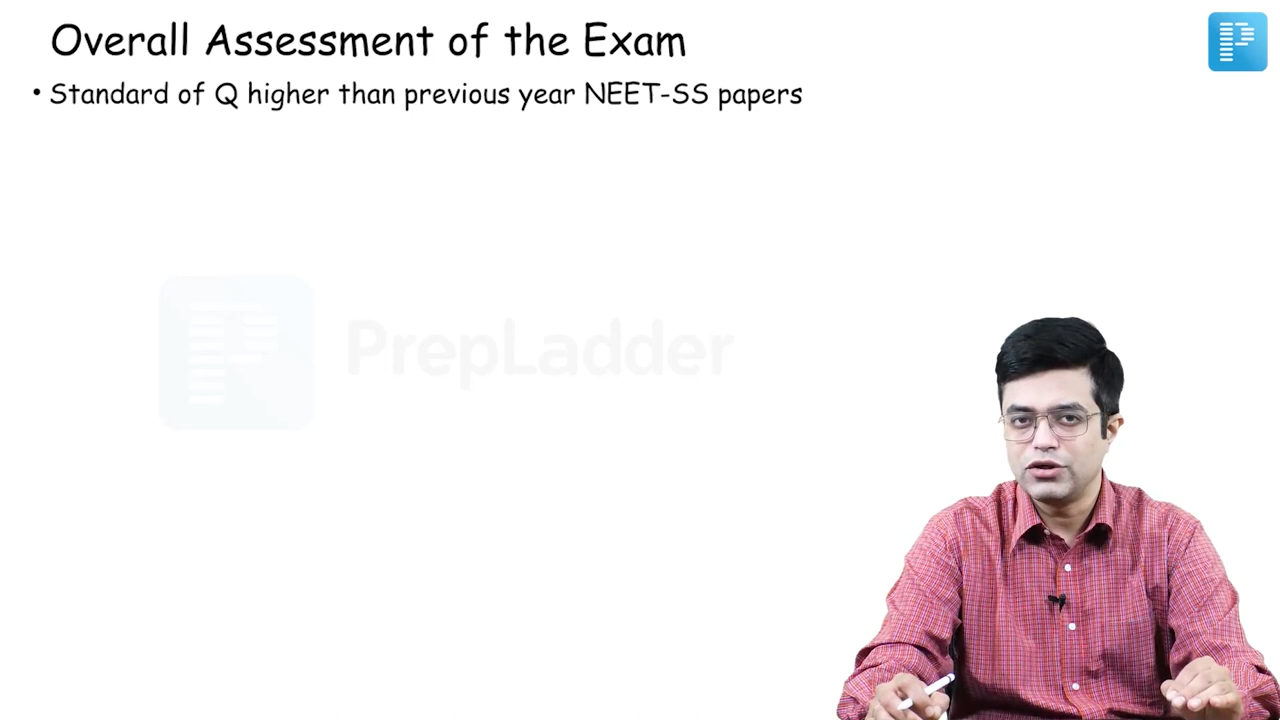 Overall Assessment of the Exam
• Standard of Q higher than previous year NEET-SS papers
PrepLadder